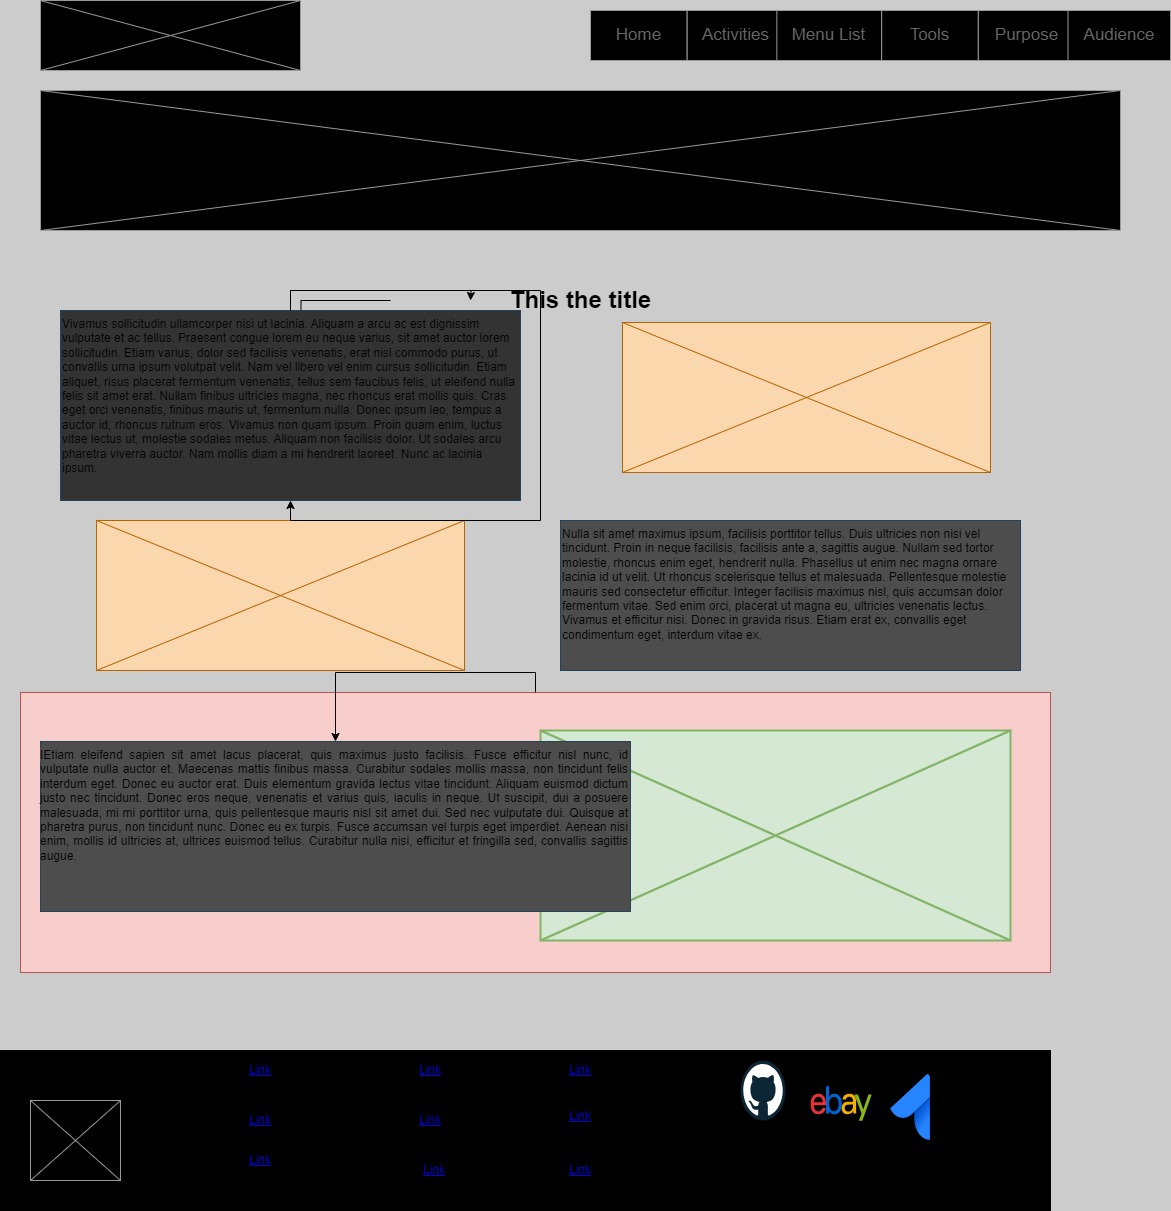 Home Activities Menu List Tools Purpose Audience
This the title
Vivamus sollicitudin ullamcorper nisi ut lacinia. Aliquam a arcu ac est dignissim
vulputate et ac tellus. Praesent congue lorem eu neque varius, sit amet auctor lorem
sollicitudin. Etiam varius, dolor sed facilisis venenatis, erat nisl commodo purus, ut
convallis urna ipsum volutpat velit. Nam vel libero vel enim cursus sollicitudin. Etiam
aliquet, risus placerat fermentum venenatis, tellus sem faucibus felis, ut eleifend nulla
felis sit amet erat. Nullam finibus ultricies magna, nec rhoncus erat mollis quis. Cras
eget orci venenatis, finibus mauris ut, fermentum nulla. Donec ipsum leo, tempus a
auctor id, rhoncus rutrum eros. Vivamus non quam ipsum. Proin quam enim, luctus
vitae lectus ut, molestie sodales metus. Aliquam non facilisis dolor. Ut sodales arcu
pharetra viverra auctor. Nam mollis diam a mi hendrerit laoreet. Nunc ac lacinia
ipsum.
Nulla sit amet maximus ipsum, facilisis porttitor tellus. Duis ultricies non nisi vel
tincidunt. Proin in neque facilisis, facilisis ante a, sagittis augue. Nullam sed tortor
molestie, rhoncus enim eget, hendrerit nulla. Phasellus ut enim nec magna ornare
lacinia id ut velit. Ut rhoncus scelerisque tellus et malesuada. Pellentesque molestie
mauris sed consectetur efficitur. Integer facilisis maximus nisl, quis accumsan dolor
fermentum vitae. Sed enim orci, placerat ut magna eu, ultricies venenatis lectus.
Vivamus et efficitur nisi. Donec in gravida risus. Etiam erat ex, convallis eget
condimentum eget, interdum vitae ex.
lEtiam eleifend sapien sit amet lacus placerat, quis maximus justo facilisis. Fusce efficitur nisl nunc, id
vulputate nulla auctor et. Maecenas mattis finibus massa. Curabitur sodales mollis massa, non tincidunt felis
interdum eget. Donec eu auctor erat. Duis elementum gravida lectus vitae tincidunt. Aliquam euismod dictum
justo nec tincidunt. Donec eros neque, venenatis et varius quis, iaculis in neque. Ut suscipit, dui a posuere
malesuada, mi mi porttitor urna, quis pellentesque mauris nisl sit amet dui. Sed nec vulputate dui. Quisque at
pharetra purus, non tincidunt nunc. Donec eu ex turpis. Fusce accumsan vel turpis eget imperdiet. Aenean nisi
enim, mollis id ultricies at, ultrices euismod tellus. Curabitur nulla nisi, efficitur et fringilla sed, convallis sagittis
augue.
Link Link Link
ebay
Link Link Link
Link Link Link